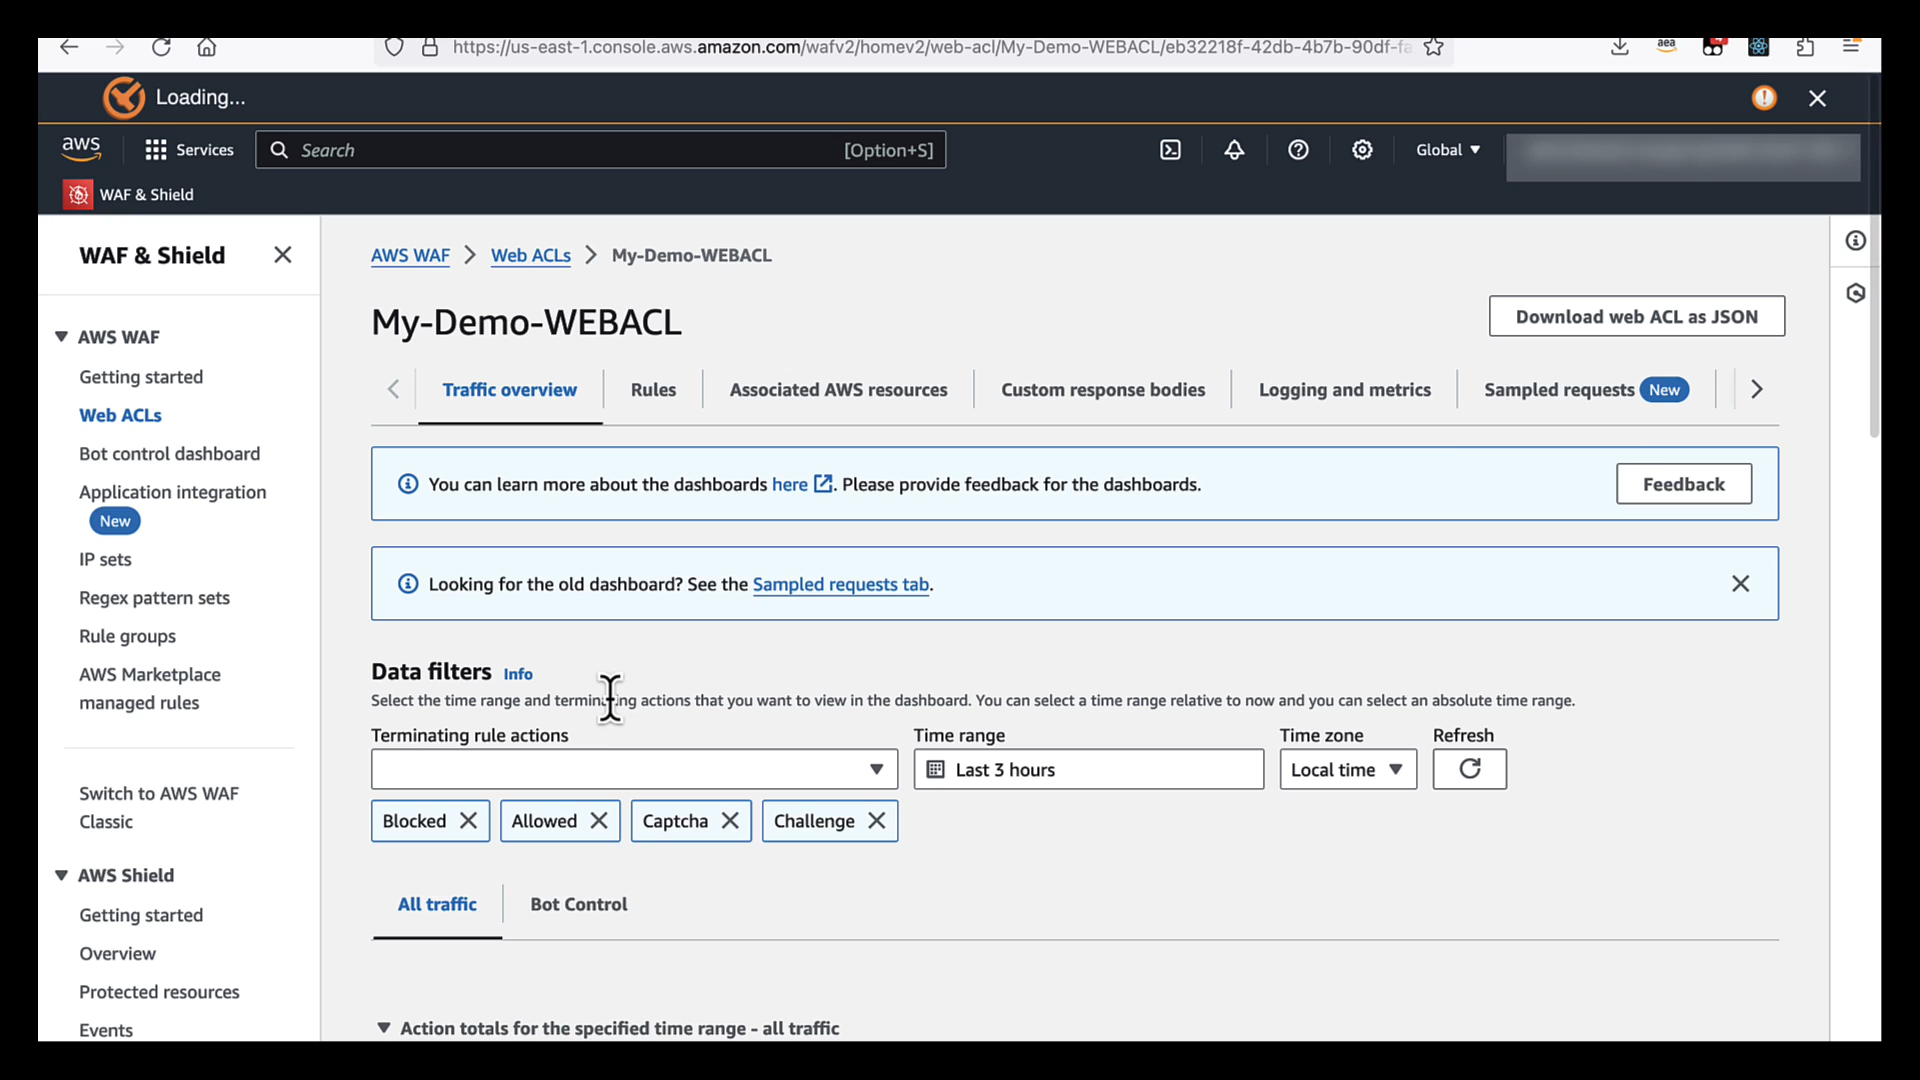 https://us-east-1.console.aws.amazon.com/wafv2/homev2/web-acl/My-Demo-WEBACL/eb32218f-42db-4b7b-90df-fa
aea
Loading...
aws
Services
Search
[Option+S]
Global
WAF & Shield
WAF & Shield
AWS WAF
Getting started
Web ACLs
Bot control dashboard
Application integration
New
IP sets
Regex pattern sets
Rule groups
AWS Marketplace
managed rules
Switch to AWS WAF
Classic
AWS Shield
Getting started
Overview
Protected resources
Events
AWS WAF > Web ACLs > My-Demo-WEBACL
My-Demo-WEBACL
Download web ACL as JSON
Traffic overview
Rules
Associated AWS resources
Custom response bodies
Logging and metrics
Sampled requests New
You can learn more about the dashboards here. Please provide feedback for the dashboards.
Feedback
Looking for the old dashboard? See the Sampled requests tab.
Data filters Info
Select the time range and terminating actions that you want to view in the dashboard. You can select a time range relative to now and you can select an absolute time range.
Terminating rule actions
Time range
Time zone
Refresh
Last 3 hours
Local time
Blocked
Allowed
Captcha
Challenge
All traffic
Bot Control
Action totals for the specified time range - all traffic